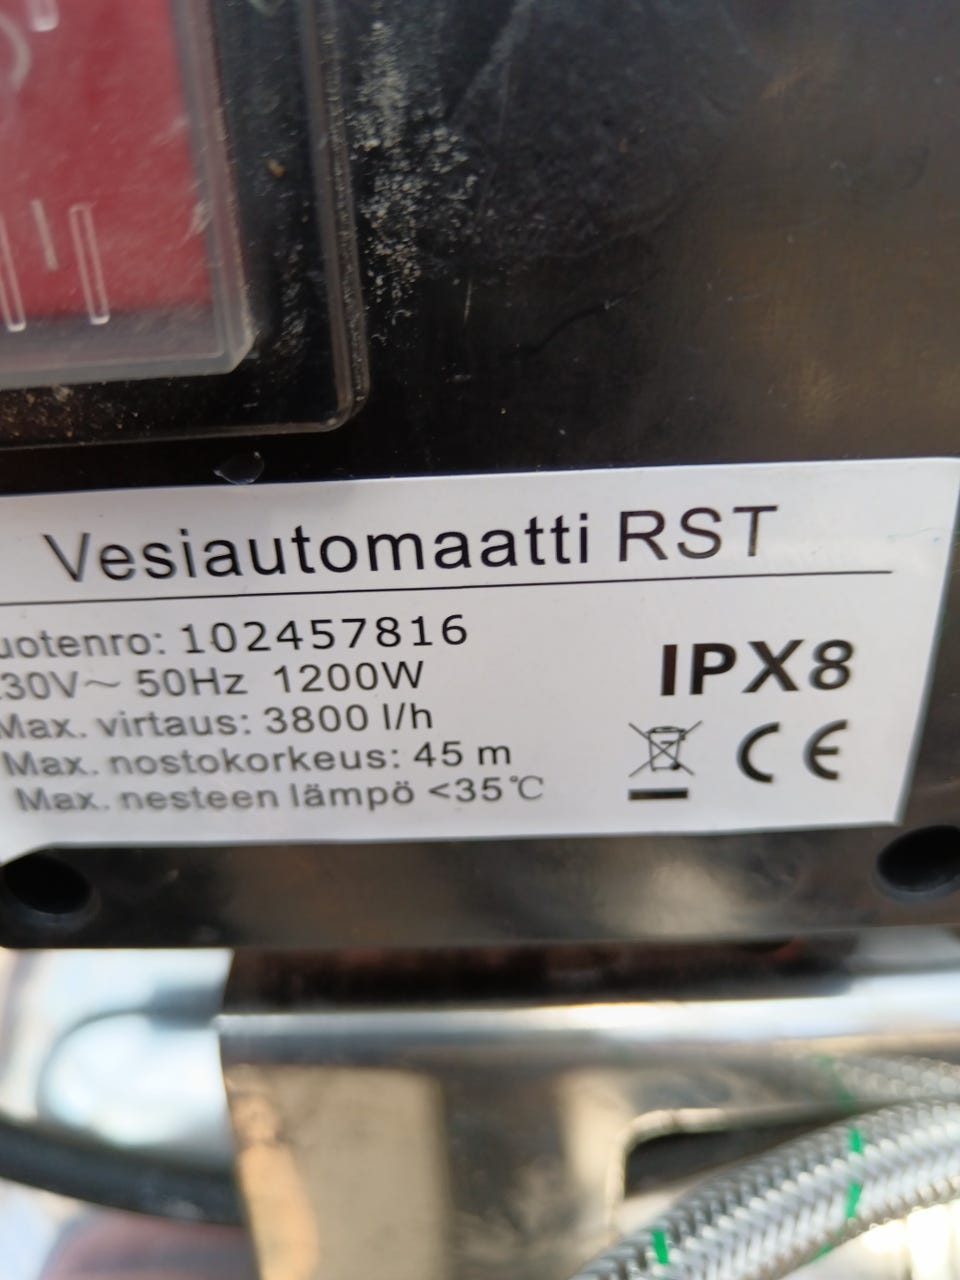 Vesiautomaatti RST
uotenro: 102457816
30V~ 50Hz 1200W
Max. virtaus: 3800 l/h
Max. nostokorkeus: 45 m
Max. nesteen lämpö <35℃
IPX8
CE